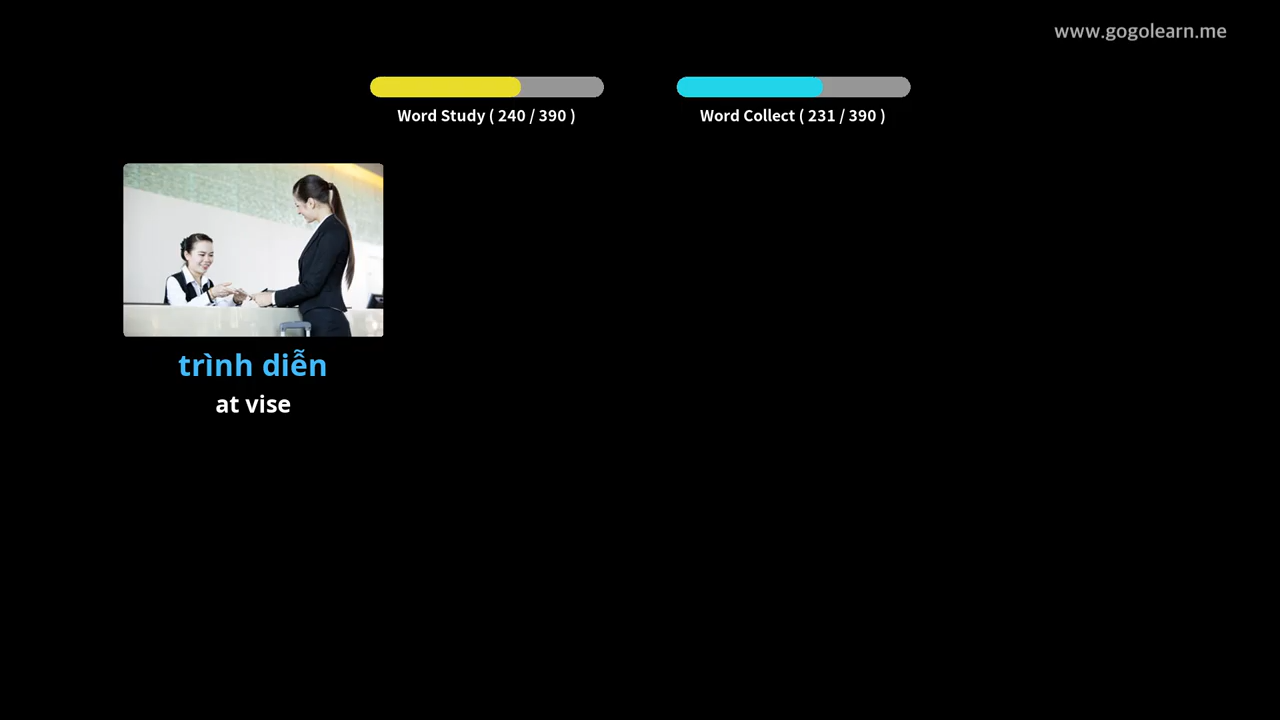 www.gogolearn.me
Word Study ( 240 / 390 )
Word Collect ( 231 / 390 )
trình diễn
at vise